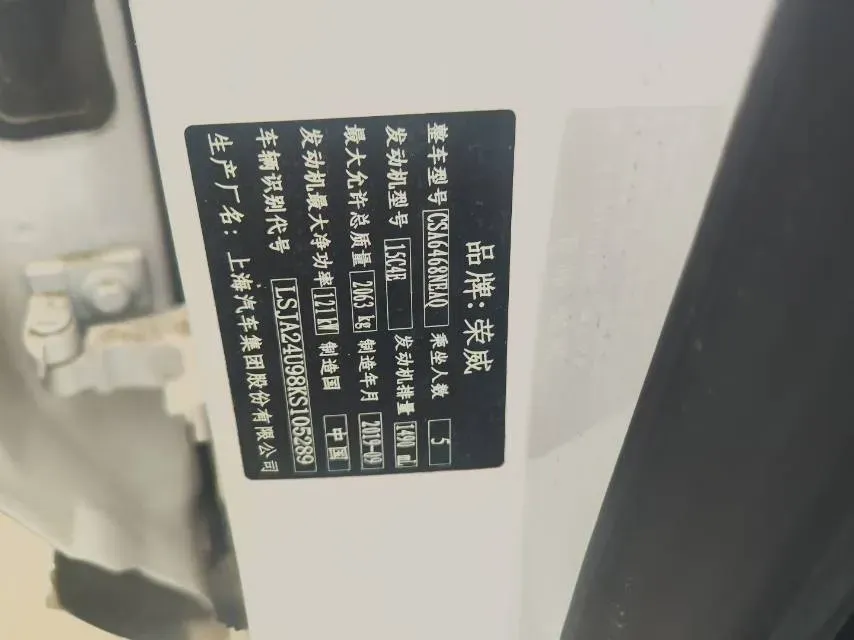 品牌: 荣威
整车型号 CSA6468NEAQ 乘坐人数 5
发动机型号 15C4E 发动机排量 1490 mL
最大允许总质量 2063 kg 制造年月 2019-09
发动机最大净功率 121 kW 制造国 中国
车辆识别代号 LSJA24U98KS105289
生产厂名: 上海汽车集团股份有限公司